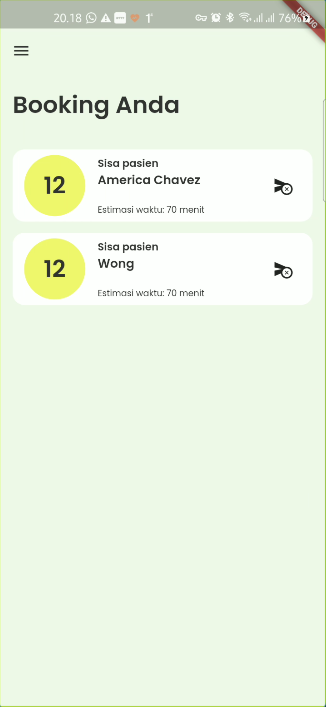 20.18 76%
DEBUG
Booking Anda
12
Sisa pasien
America Chavez
Estimasi waktu: 70 menit
12
Sisa pasien
Wong
Estimasi waktu: 70 menit